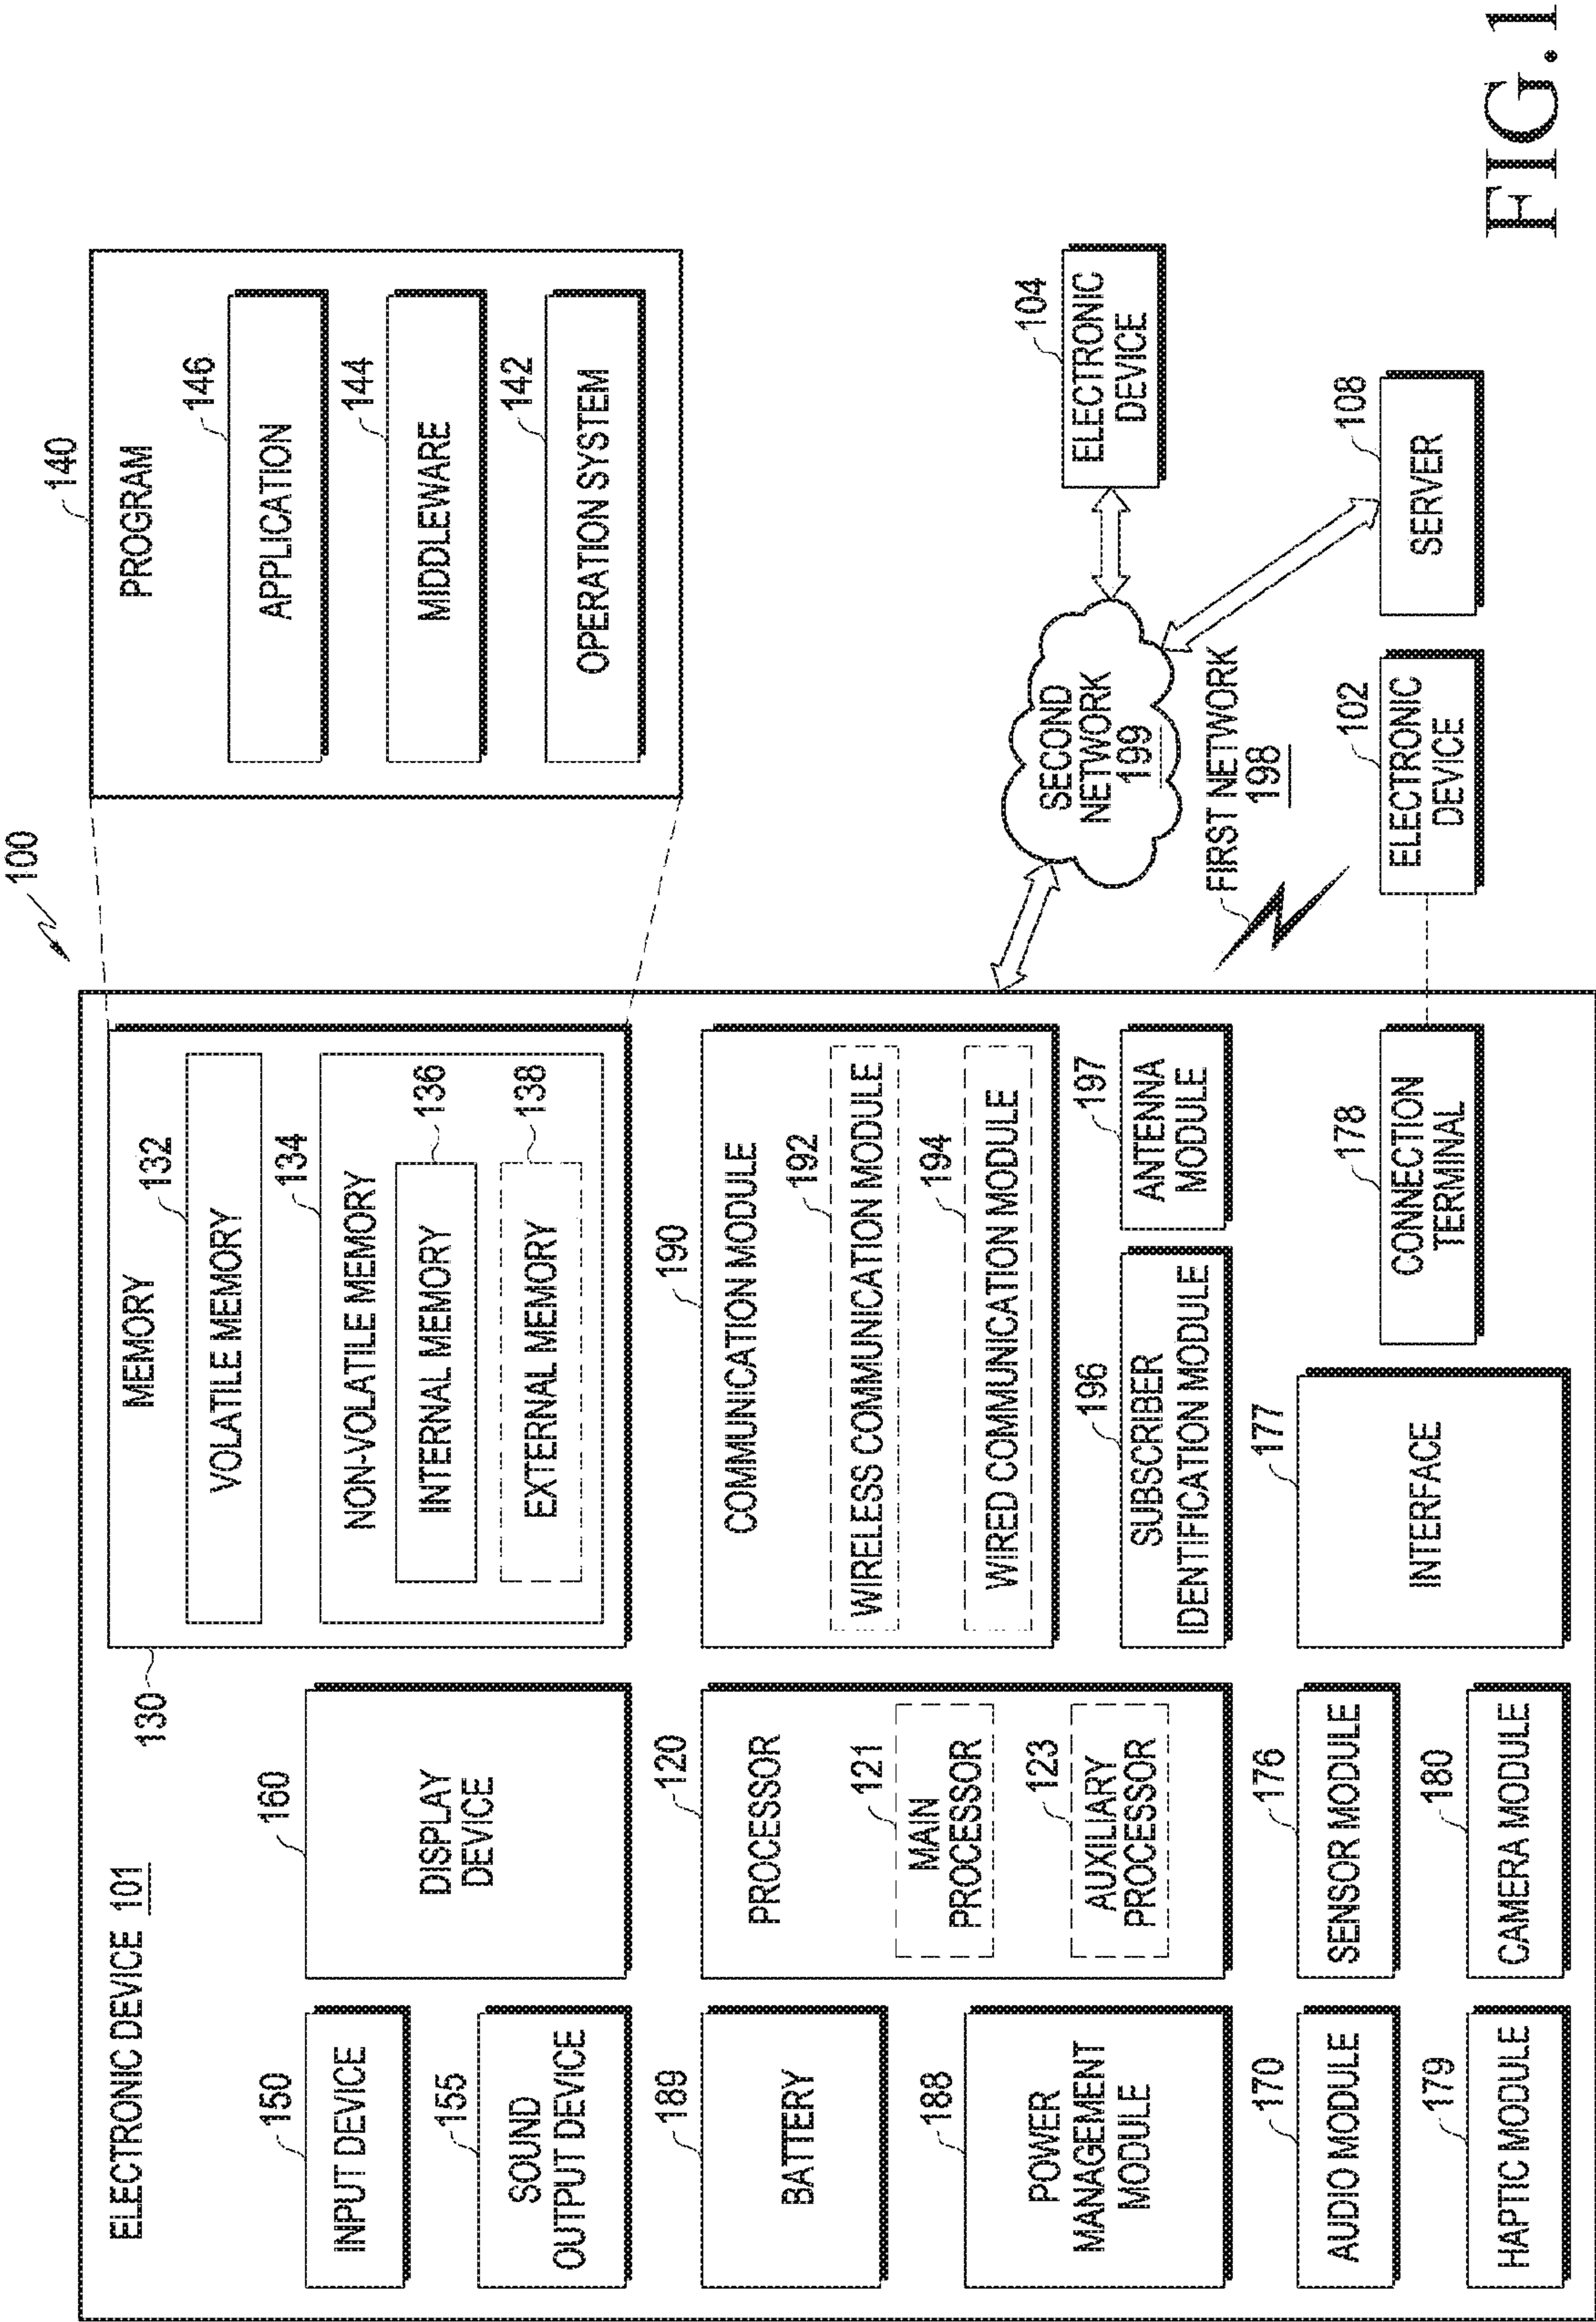 100
ELECTRONIC DEVICE 101
150
INPUT DEVICE
155
SOUND
OUTPUT DEVICE
160
DISPLAY
DEVICE
130
MEMORY
132
VOLATILE MEMORY
134
NON-VOLATILE MEMORY
INTERNAL MEMORY
136
EXTERNAL MEMORY
138
140
PROGRAM
146
APPLICATION
144
MIDDLEWARE
142
OPERATION SYSTEM
189
BATTERY
188
POWER
MANAGEMENT
MODULE
120
PROCESSOR
121
MAIN
PROCESSOR
123
AUXILIARY
PROCESSOR
190
COMMUNICATION MODULE
192
WIRELESS COMMUNICATION MODULE
194
WIRED COMMUNICATION MODULE
196
SUBSCRIBER
IDENTIFICATION MODULE
197
ANTENNA
MODULE
170
AUDIO MODULE
176
SENSOR MODULE
179
HAPTIC MODULE
180
CAMERA MODULE
177
INTERFACE
178
CONNECTION
TERMINAL
SECOND
NETWORK
199
104
ELECTRONIC
DEVICE
FIRST NETWORK
198
102
ELECTRONIC
DEVICE
108
SERVER
FIG.1